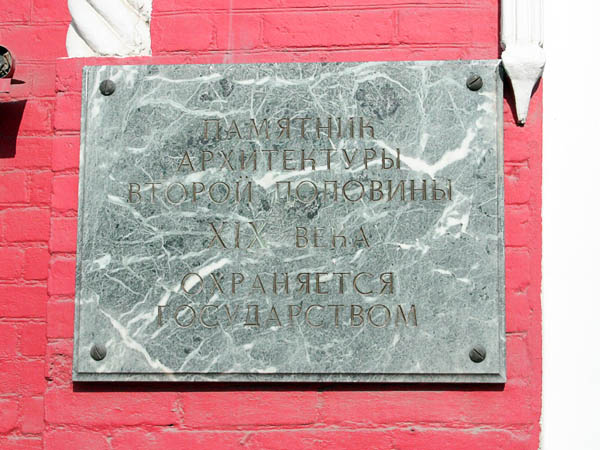 ПАМЯТНИК
АРХИТЕКТУРЫ
ВТОРОЙ ПОЛОВИНЫ
XIX ВЕКА
ОХРАНЯЕТСЯ
ГОСУДАРСТВОМ